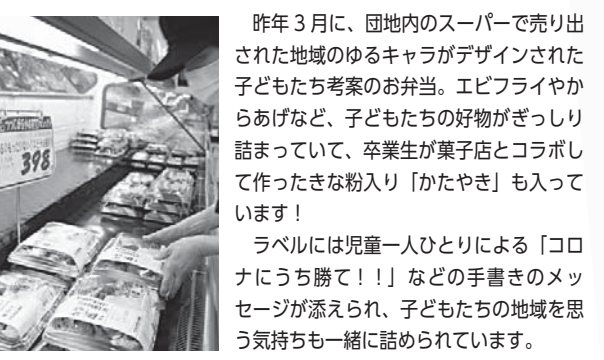 昨年3月に、団地内のスーパーで売り出
された地域のゆるキャラがデザインされた
子どもたち考案のお弁当。エビフライやか
らあげなど、子どもたちの好物がぎっしり
詰まっていて、卒業生が菓子店とコラボし
て作ったきな粉入り「かたやき」も入って
います！
ラベルには児童一人ひとりによる「コロ
ナにうち勝て！！」などの手書きのメッ
セージが添えられ、子どもたちの地域を思
う気持ちも一緒に詰められています。
398